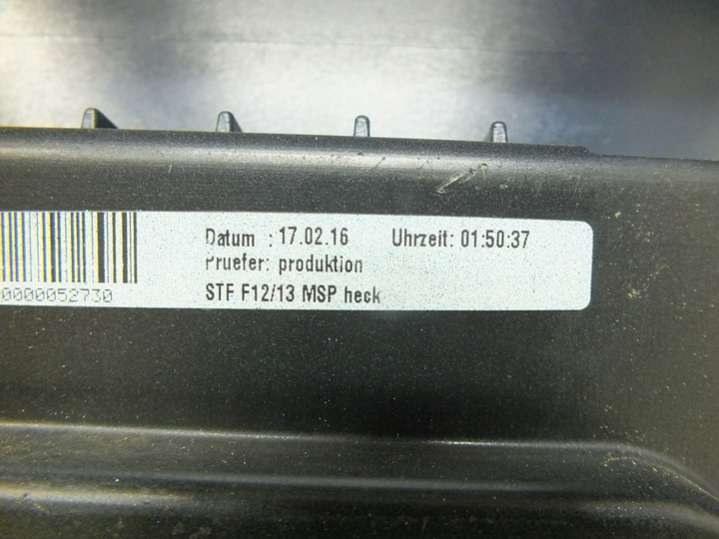 Datum : 17.02.16 Uhrzeit: 01:50:37
Pruefer: produktion
0000052730
STF F12/13 MSP heck